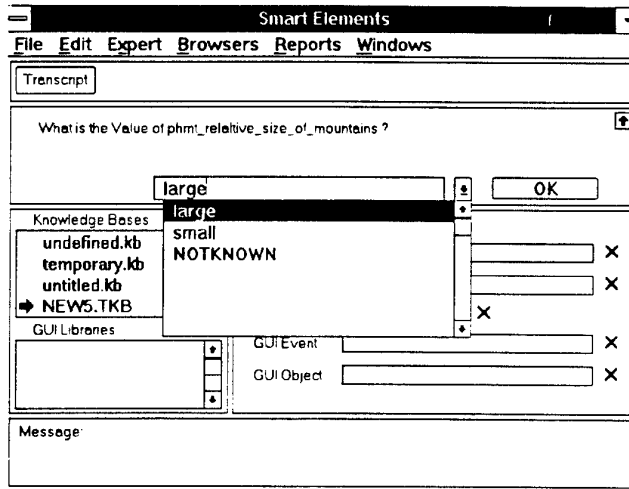 Smart Elements
File Edit Expert Browsers Reports Windows
Transcript
What is the Value of phmt_relaltive_size_of_mountains ?
large
OK
large
small
NOTKNOWN
Knowledge Bases
undefined.kb
temporary.kb
untitled.kb
NEW5.TKB
GUI Libraries
GUI Event
GUI Object
Message: